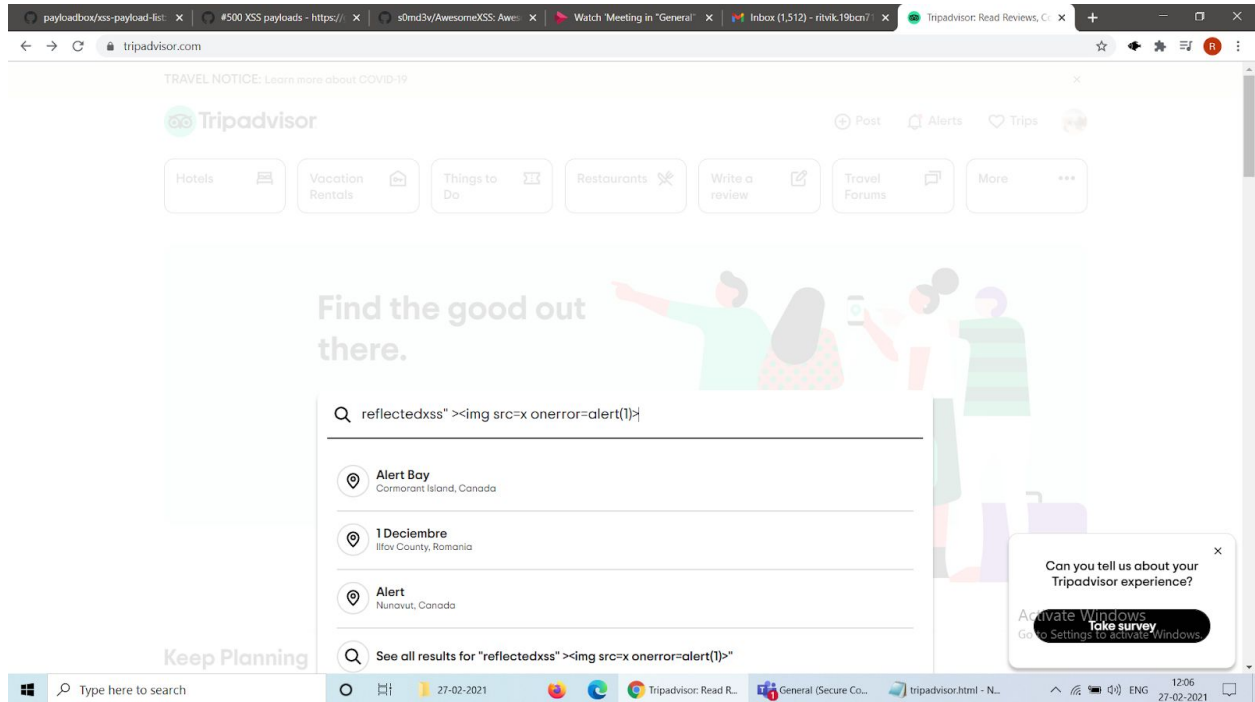 payloadbox/xss-payload-list: #500 XSS payloads - https:// s0md3v/AwesomeXSS: Awes Watch 'Meeting in "General" Inbox (1,512) - ritvik.19bcn71 Tripadvisor: Read Reviews, Co
tripadvisor.com R
TRAVEL NOTICE: Learn more about COVID-19
Tripadvisor Post Alerts Trips
Hotels Vacation Things to Restaurants Write a Travel More
Rentals Do review Forums
Find the good out
there.
reflectedxss" ><img src=x onerror=alert(1)>
Alert Bay
Cormorant Island, Canada
1 Deciembre
Ilfov County, Romania
Alert
Nunavut, Canada
See all results for "reflectedxss" ><img src=x onerror=alert(1)>"
Keep Planning
Can you tell us about your
Tripadvisor experience?
Take survey
Activate Windows
Go to Settings to activate Windows.
Type here to search 27-02-2021 Tripadvisor: Read R... General (Secure Co... tripadvisor.html - N... ENG 12:06
27-02-2021